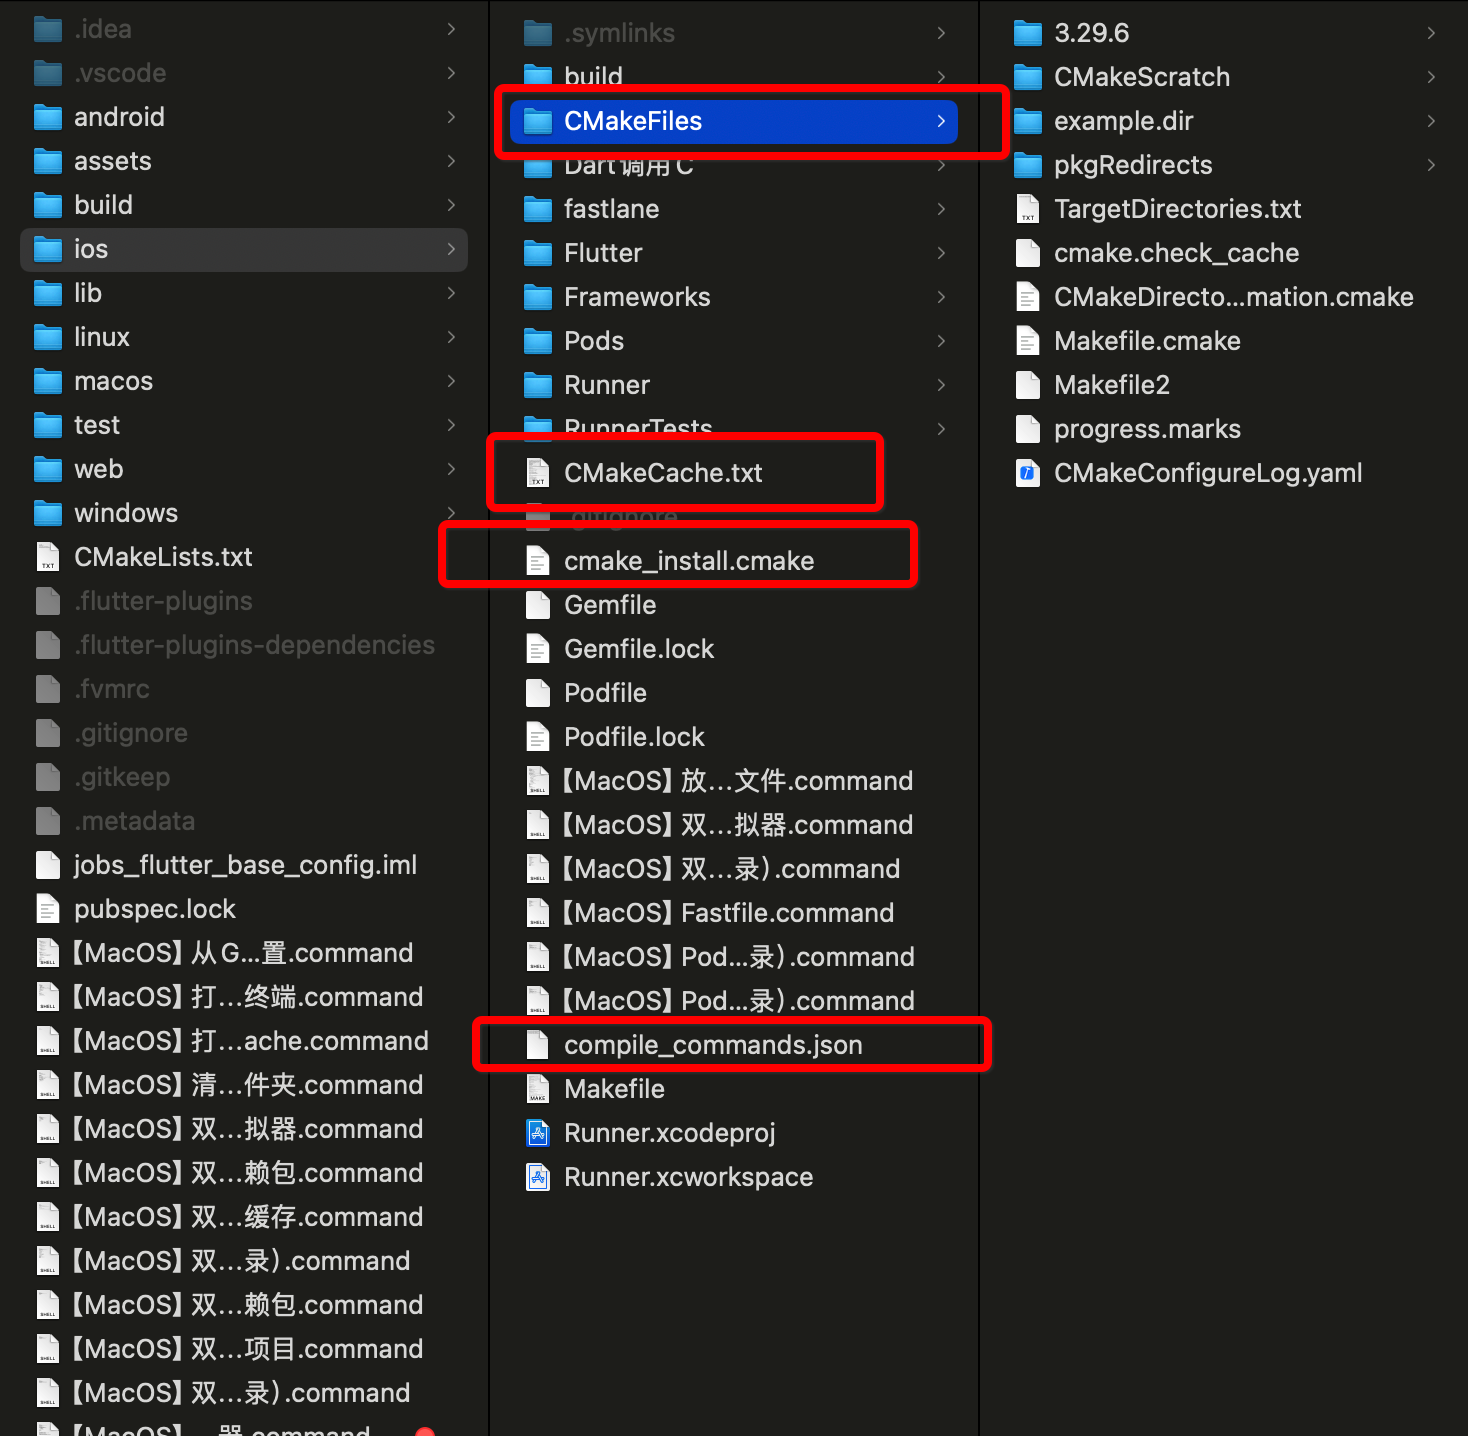 .idea
.vscode
android
assets
build
ios
lib
linux
macos
test
web
windows
CMakeLists.txt
.flutter-plugins
.flutter-plugins-dependencies
.fvmrc
.gitignore
.gitkeep
.metadata
jobs_flutter_base_config.iml
pubspec.lock
【MacOS】从G...置.command
【MacOS】打...终端.command
【MacOS】打...ache.command
【MacOS】清...件夹.command
【MacOS】双...拟器.command
【MacOS】双...赖包.command
【MacOS】双...缓存.command
【MacOS】双...录).command
【MacOS】双...赖包.command
【MacOS】双...项目.command
【MacOS】双...录).command
【MacOS】...器.command
.symlinks
build
CMakeFiles
Dart调用C
fastlane
Flutter
Frameworks
Pods
Runner
RunnerTests
CMakeCache.txt
.gitignore
cmake_install.cmake
Gemfile
Gemfile.lock
Podfile
Podfile.lock
【MacOS】放...文件.command
【MacOS】双...拟器.command
【MacOS】双...录).command
【MacOS】Fastfile.command
【MacOS】Pod...录).command
【MacOS】Pod...录).command
compile_commands.json
Makefile
Runner.xcodeproj
Runner.xcworkspace
3.29.6
CMakeScratch
example.dir
pkgRedirects
TargetDirectories.txt
cmake.check_cache
CMakeDirecto...mation.cmake
Makefile.cmake
Makefile2
progress.marks
CMakeConfigureLog.yaml